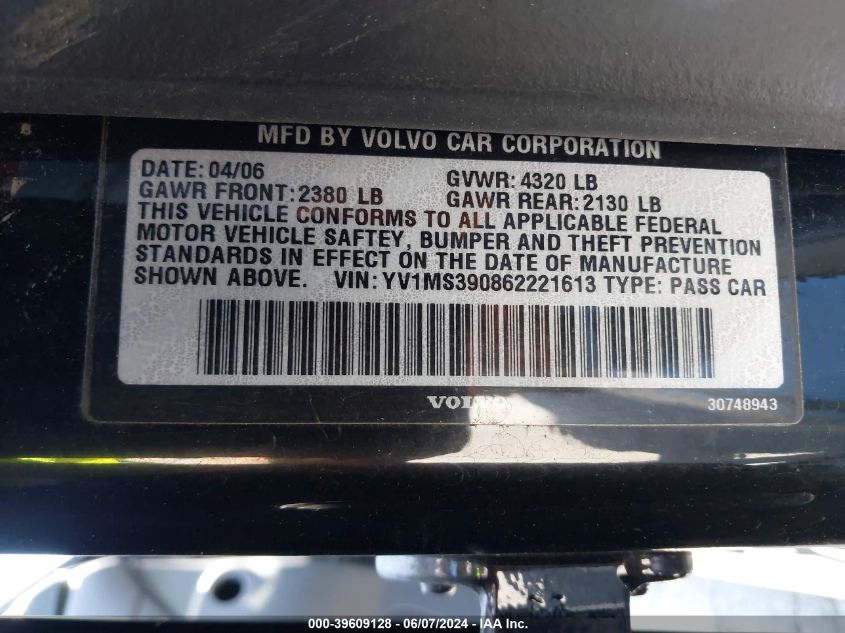 MFD BY VOLVO CAR CORPORATION
DATE: 04/06 GVWR: 4320 LB
GAWR FRONT: 2380 LB GAWR REAR: 2130 LB
THIS VEHICLE CONFORMS TO ALL APPLICABLE FEDERAL
MOTOR VEHICLE SAFTEY, BUMPER AND THEFT PREVENTION
STANDARDS IN EFFECT ON THE DATE OF MANUFACTURE
SHOWN ABOVE. VIN: YV1MS390862221613 TYPE: PASS CAR
VOLVO 30748943
000-39609128 - 06/07/2024 - IAA Inc.